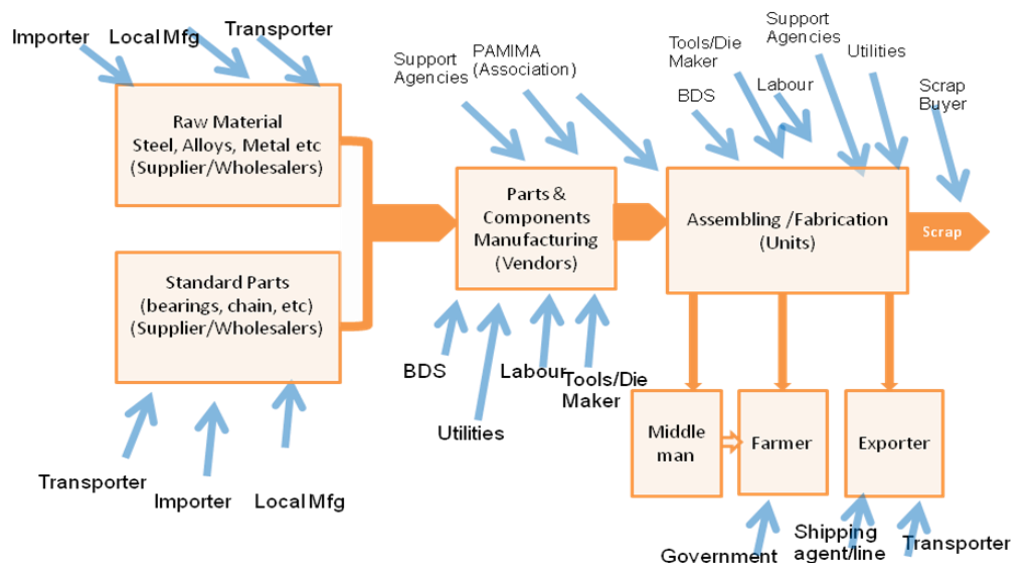 Importer
Local Mfg
Transporter
Raw Material
Steel, Alloys, Metal etc
(Supplier/Wholesalers)
Standard Parts
(bearings, chain, etc)
(Supplier/Wholesalers)
Transporter
Importer
Local Mfg
Support
Agencies
PAMIMA
(Association)
Parts &
Components
Manufacturing
(Vendors)
BDS
Utilities
Labour
Tools/Die
Maker
BDS
Tools/Die
Maker
Labour
Support
Agencies
Utilities
Scrap
Buyer
Assembling /Fabrication
(Units)
Scrap
Middle
man
Farmer
Exporter
Government
Shipping
agent/line
Transporter